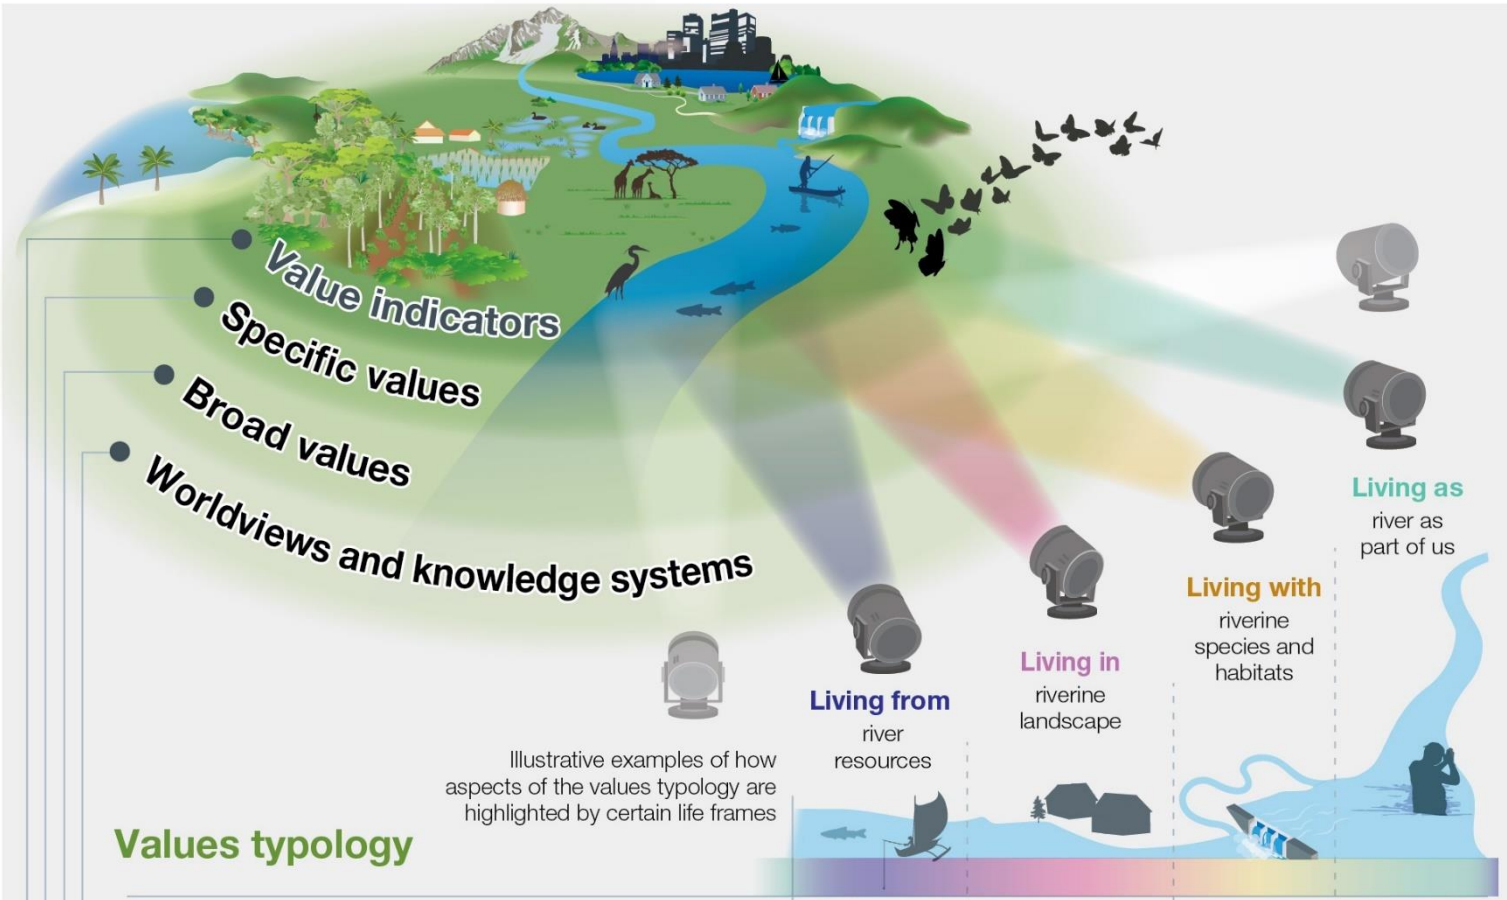 Value indicators
Specific values
Broad values
Worldviews and knowledge systems
Living as
river as
part of us
Living with
riverine
species and
habitats
Living in
riverine
landscape
Living from
river
resources
Illustrative examples of how
aspects of the values typology are
highlighted by certain life frames
Values typology